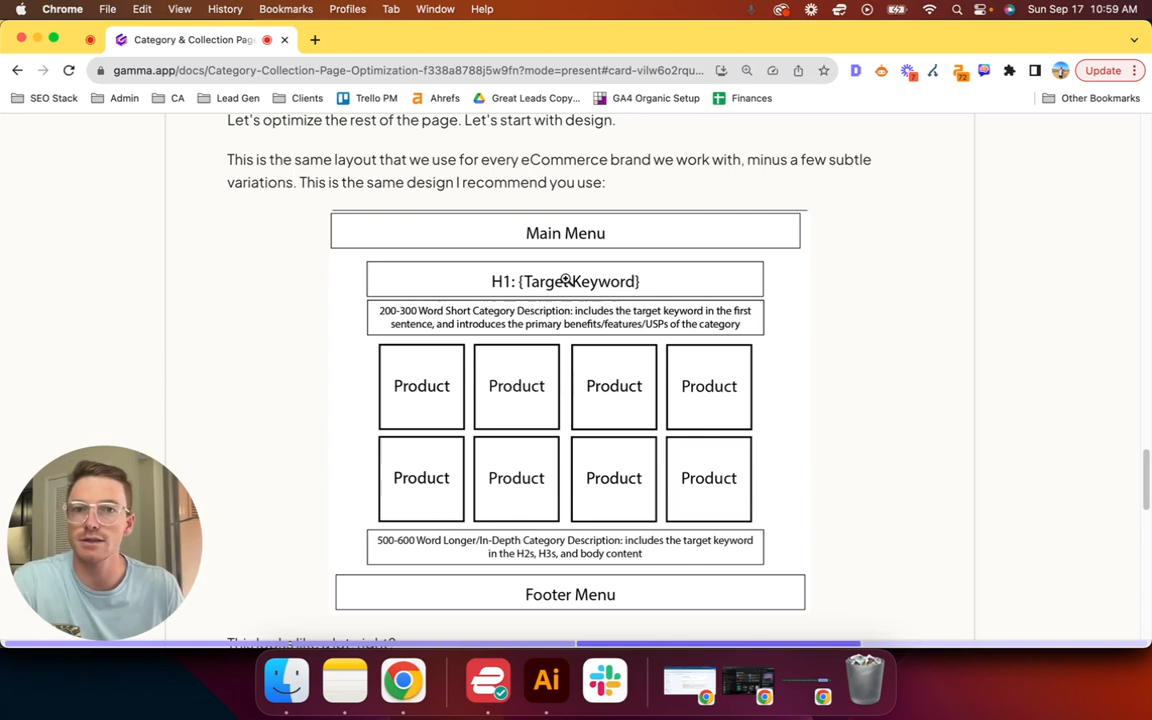 Chrome File Edit View History Bookmarks Profiles Tab Window Help Sun Sep 17 10:59 AM
Category & Collection Pag
gamma.app/docs/Category-Collection-Page-Optimization-f338a8788j5w9fn?mode=present#card-vilw6o2rqu... 7 72 Update
SEO Stack Admin CA Lead Gen Clients Trello PM Ahrefs Great Leads Copy... GA4 Organic Setup Finances Other Bookmarks
Let's optimize the rest of the page. Let's start with design.
This is the same layout that we use for every eCommerce brand we work with, minus a few subtle
variations. This is the same design I recommend you use:
Main Menu
H1: {Target Keyword}
200-300 Word Short Category Description: includes the target keyword in the first
sentence, and introduces the primary benefits/features/USPs of the category
Product Product Product Product
Product Product Product Product
500-600 Word Longer/In-Depth Category Description: includes the target keyword
in the H2s, H3s, and body content
Footer Menu
Ai